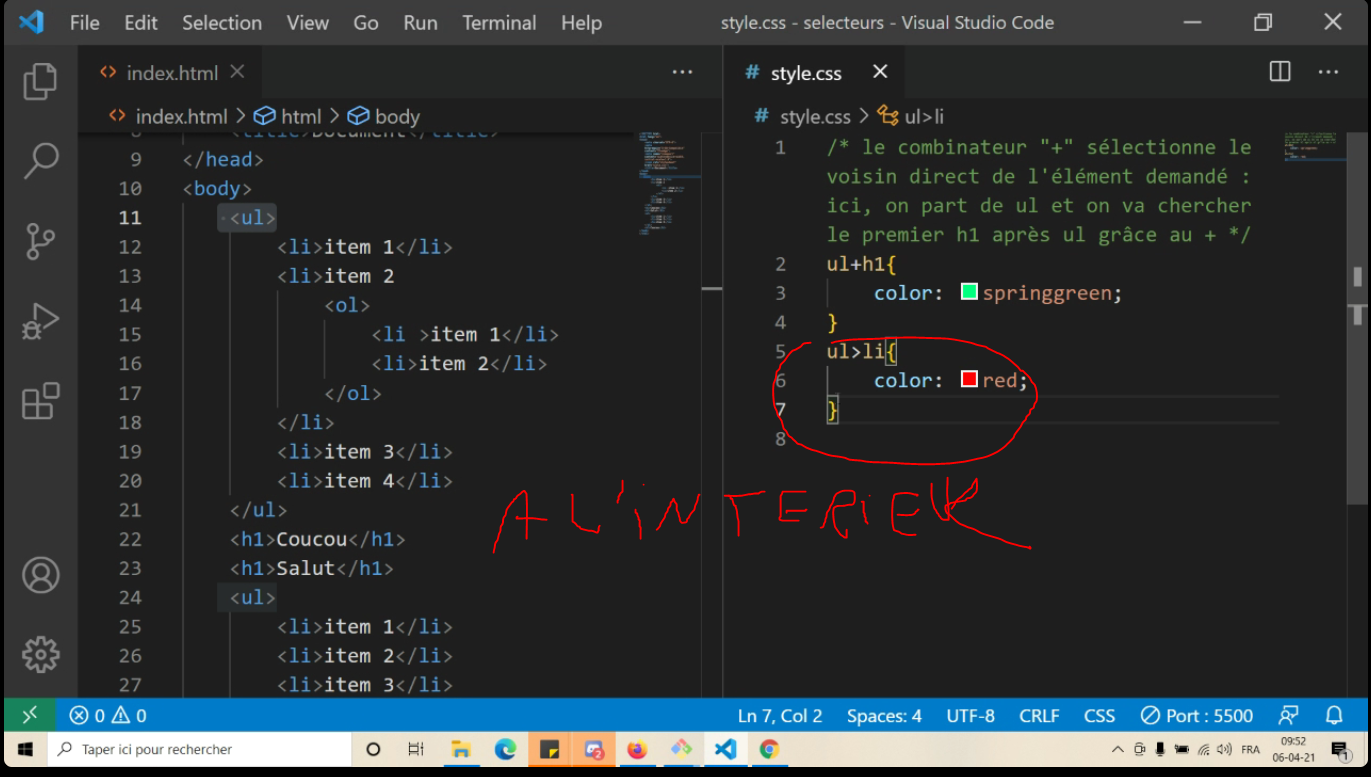 File Edit Selection View Go Run Terminal Help style.css - selecteurs - Visual Studio Code
index.html
index.html > html > body
9 </head>
10 <body>
11 <ul>
12 <li>item 1</li>
13 <li>item 2
14 <ol>
15 <li >item 1</li>
16 <li>item 2</li>
17 </ol>
18 </li>
19 <li>item 3</li>
20 <li>item 4</li>
21 </ul>
22 <h1>Coucou</h1>
23 <h1>Salut</h1>
24 <ul>
25 <li>item 1</li>
26 <li>item 2</li>
27 <li>item 3</li>
# style.css
# style.css > ul>li
1 /* le combinateur "+" sélectionne le
voisin direct de l'élément demandé :
ici, on part de ul et on va chercher
le premier h1 après ul grâce au + */
2 ul+h1{
3 color: springgreen;
4 }
5 ul>li{
6 color: red;
7 }
8
A L'iNTERiEUR
0 0 Ln 7, Col 2 Spaces: 4 UTF-8 CRLF CSS Port : 5500
Taper ici pour rechercher
FRA
09:52
06-04-21
1